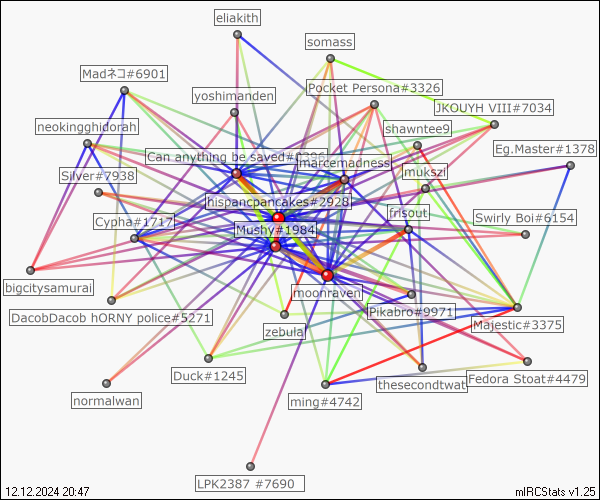 eliakith
somass
Madネコ#6901
Pocket Persona#3326
yoshimanden
JKOUYH VIII#7034
neokingghidorah
shawntee9
Eg.Master#1378
Can anything be saved#
marcemadness
Silver#7938
mukszi
hispancpancakes#2928
frisout
Cypha#1717
Swirly Boi#6154
Mushy#1984
bigcitysamurai
moonraven
DacobDacob hORNY police#5271
Pikabro#9971
zebuła
Majestic#3375
Duck#1245
thesecondtwat
Fedora Stoat#4479
normalwan
ming#4742
LPK2387 #7690
12.12.2024 20:47
mIRCStats v1.25